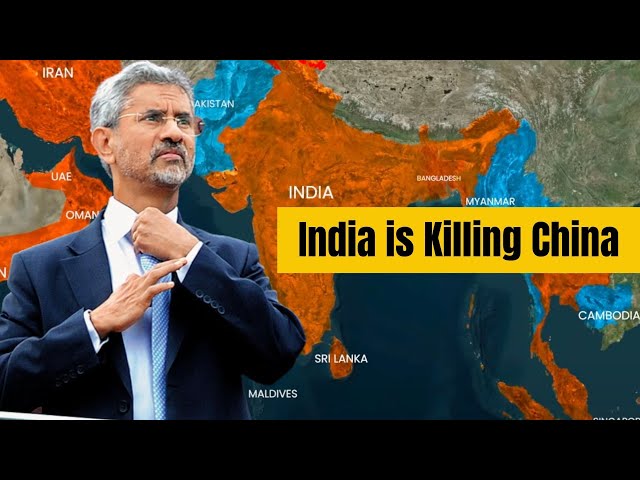 IRAN
PAKISTAN
UAE
OMAN
INDIA
BANGLADESH
MYANMAR
India is Killing China
CAMBODIA
SRI LANKA
MALDIVES